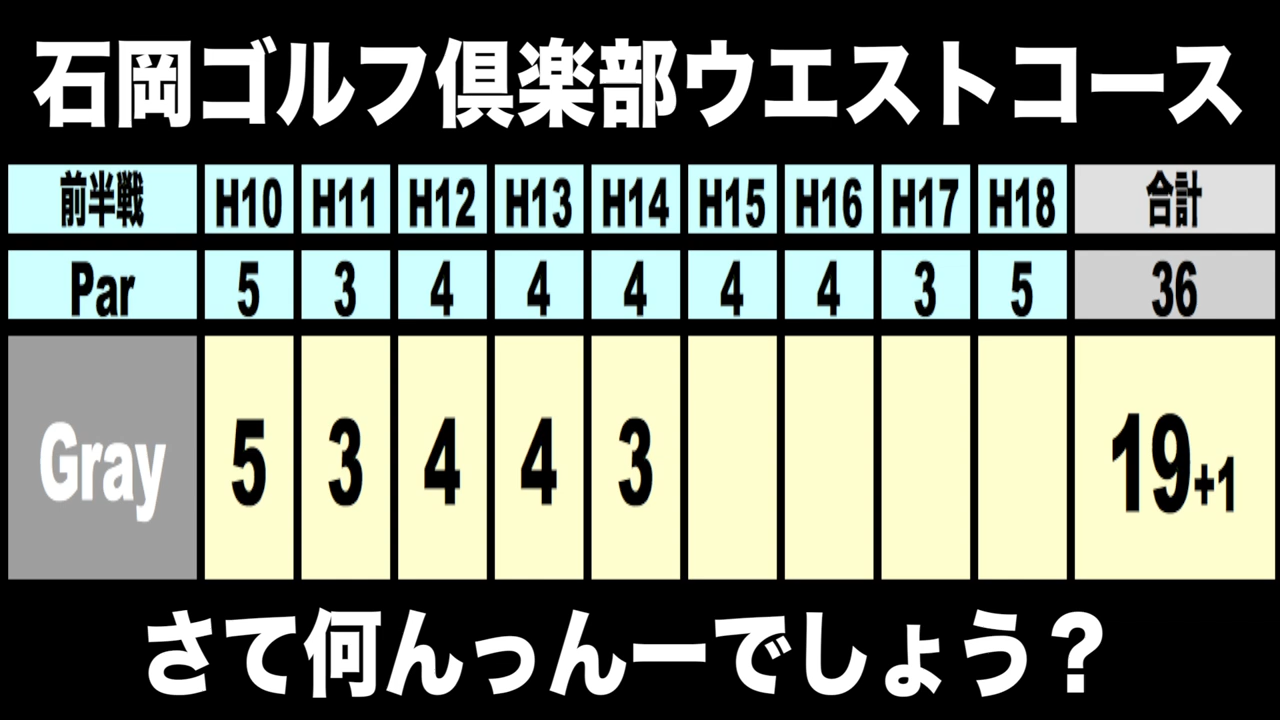 石岡ゴルフ倶楽部ウエストコース
前半戦 H10 H11 H12 H13 H14 H15 H16 H17 H18 合計
Par 5 3 4 4 4 4 4 3 5 36
Gray 5 3 4 4 3 19+1
さて何んっんーでしょう？